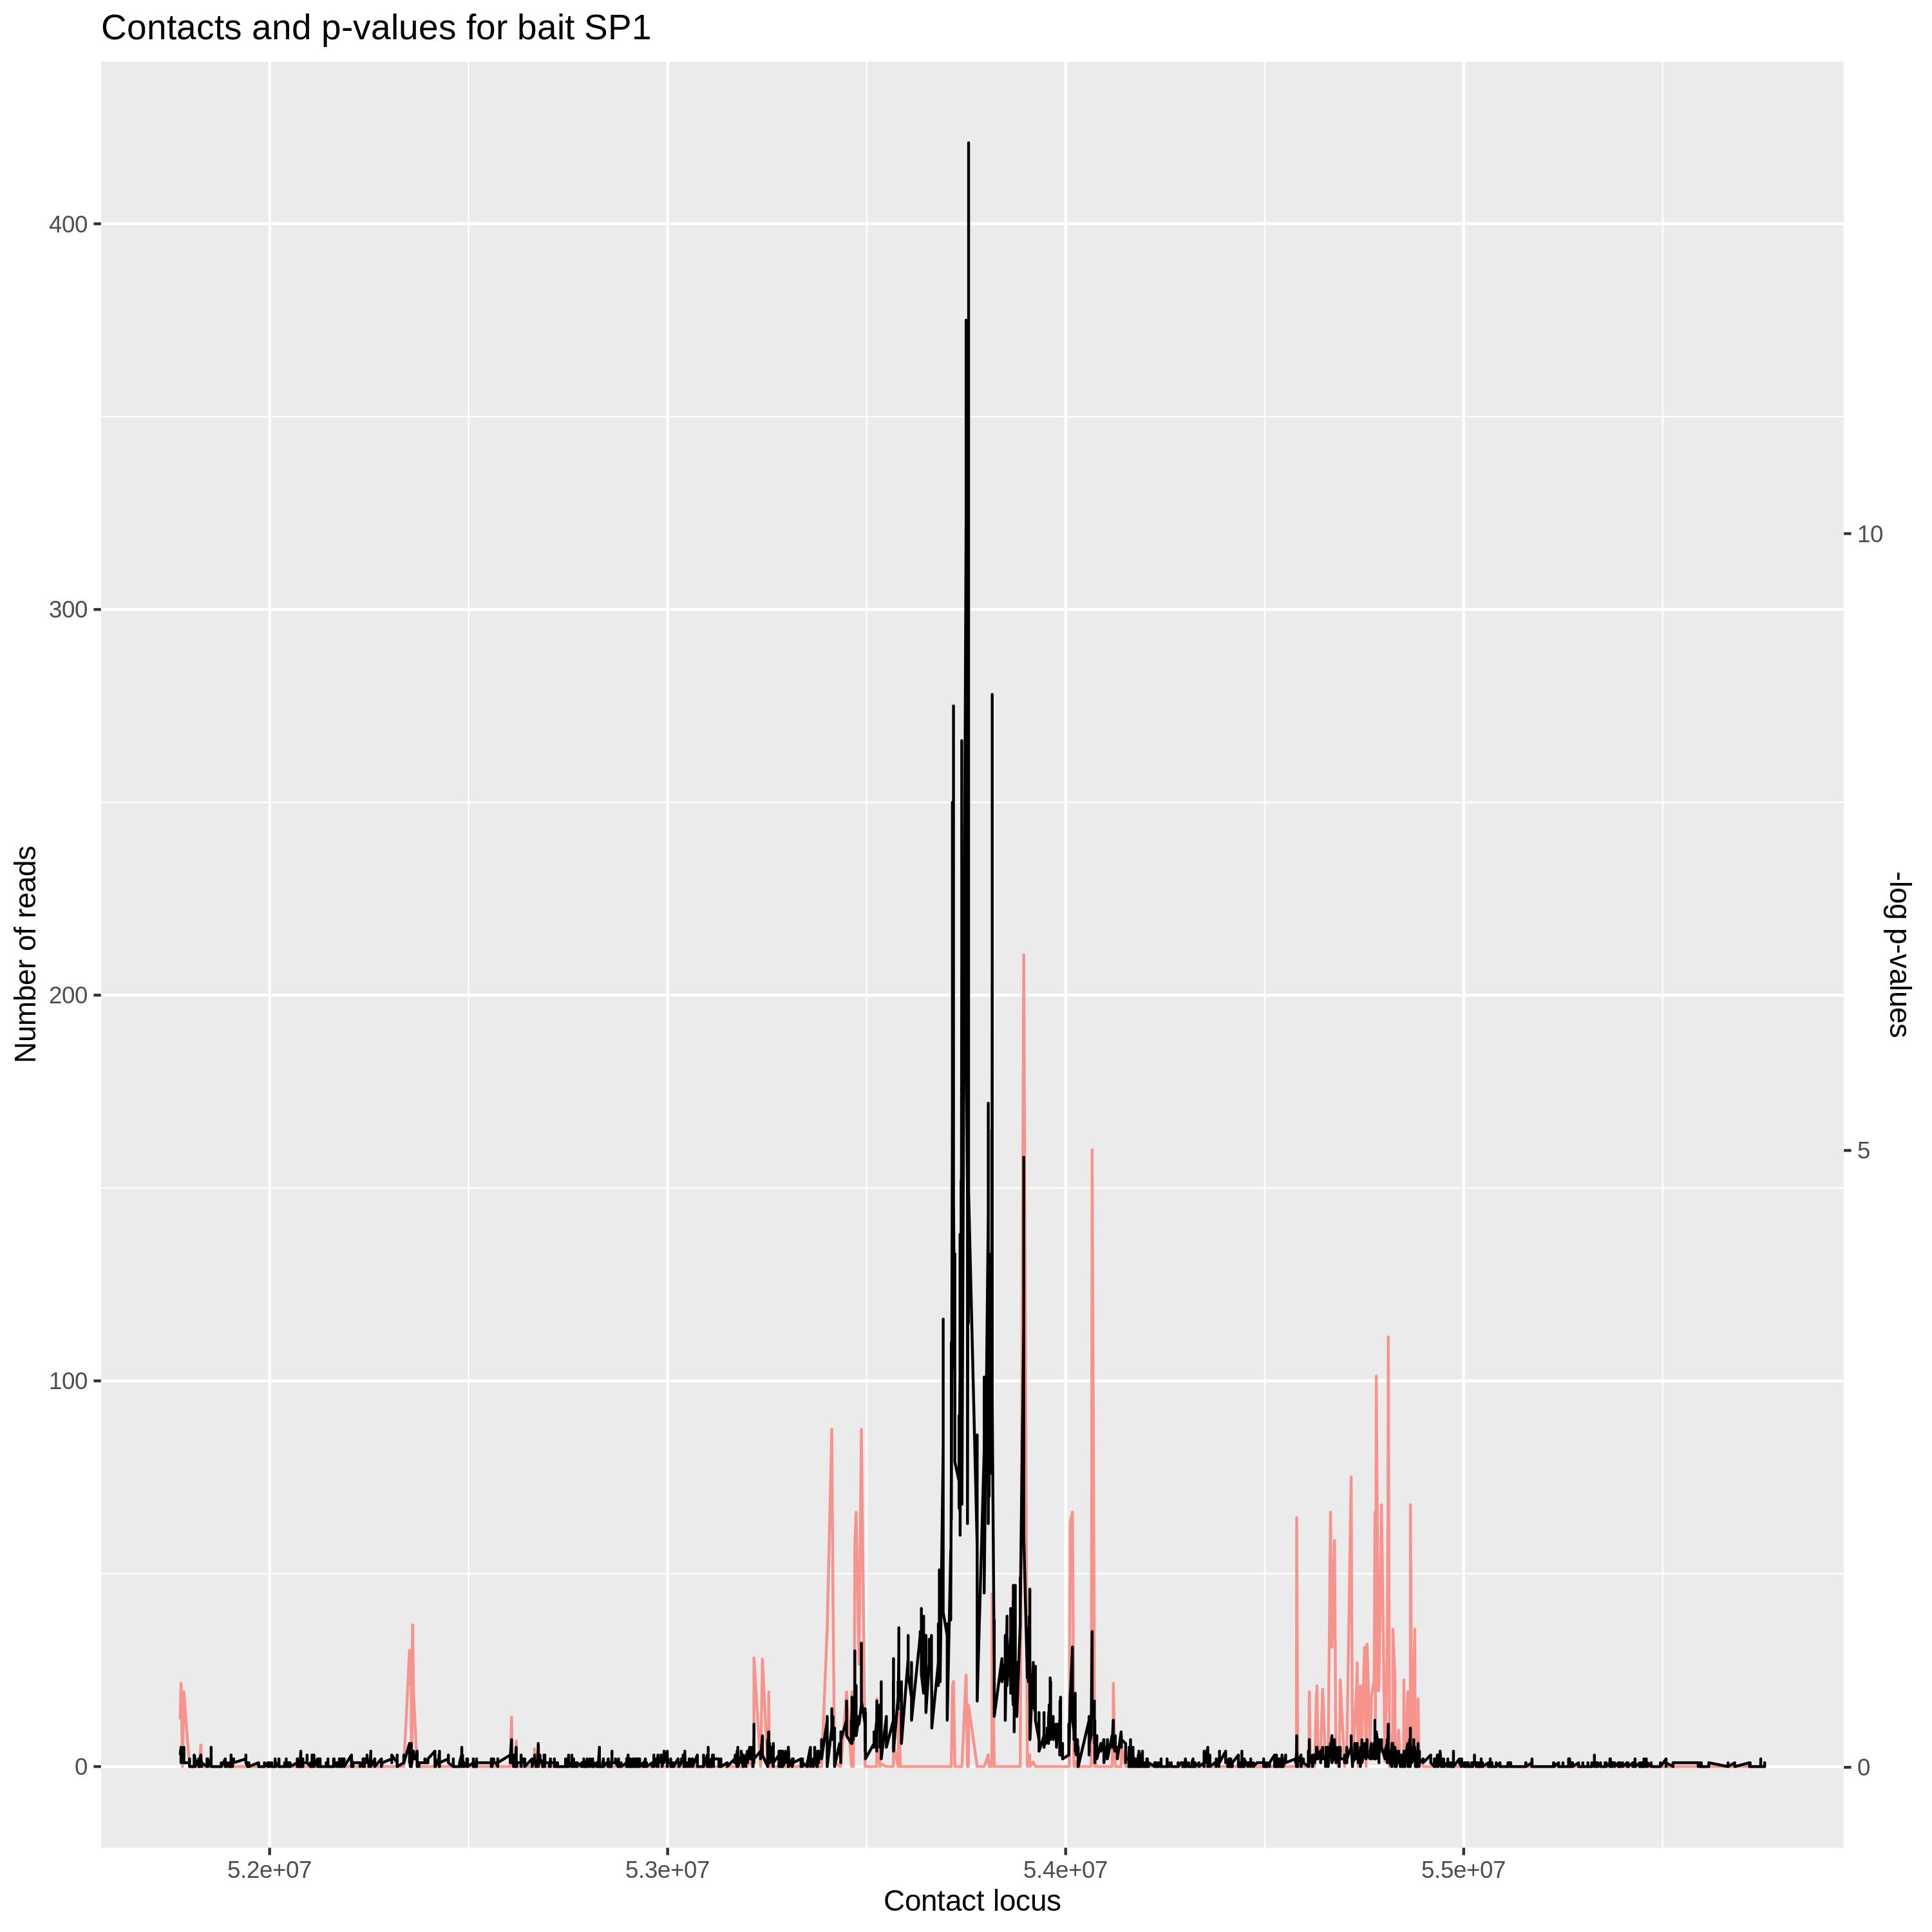 Contacts and p-values for bait SP1
400
300
200
100
0
Number of reads
10
5
0
-log p-values
5.2e+07
5.3e+07
5.4e+07
5.5e+07
Contact locus